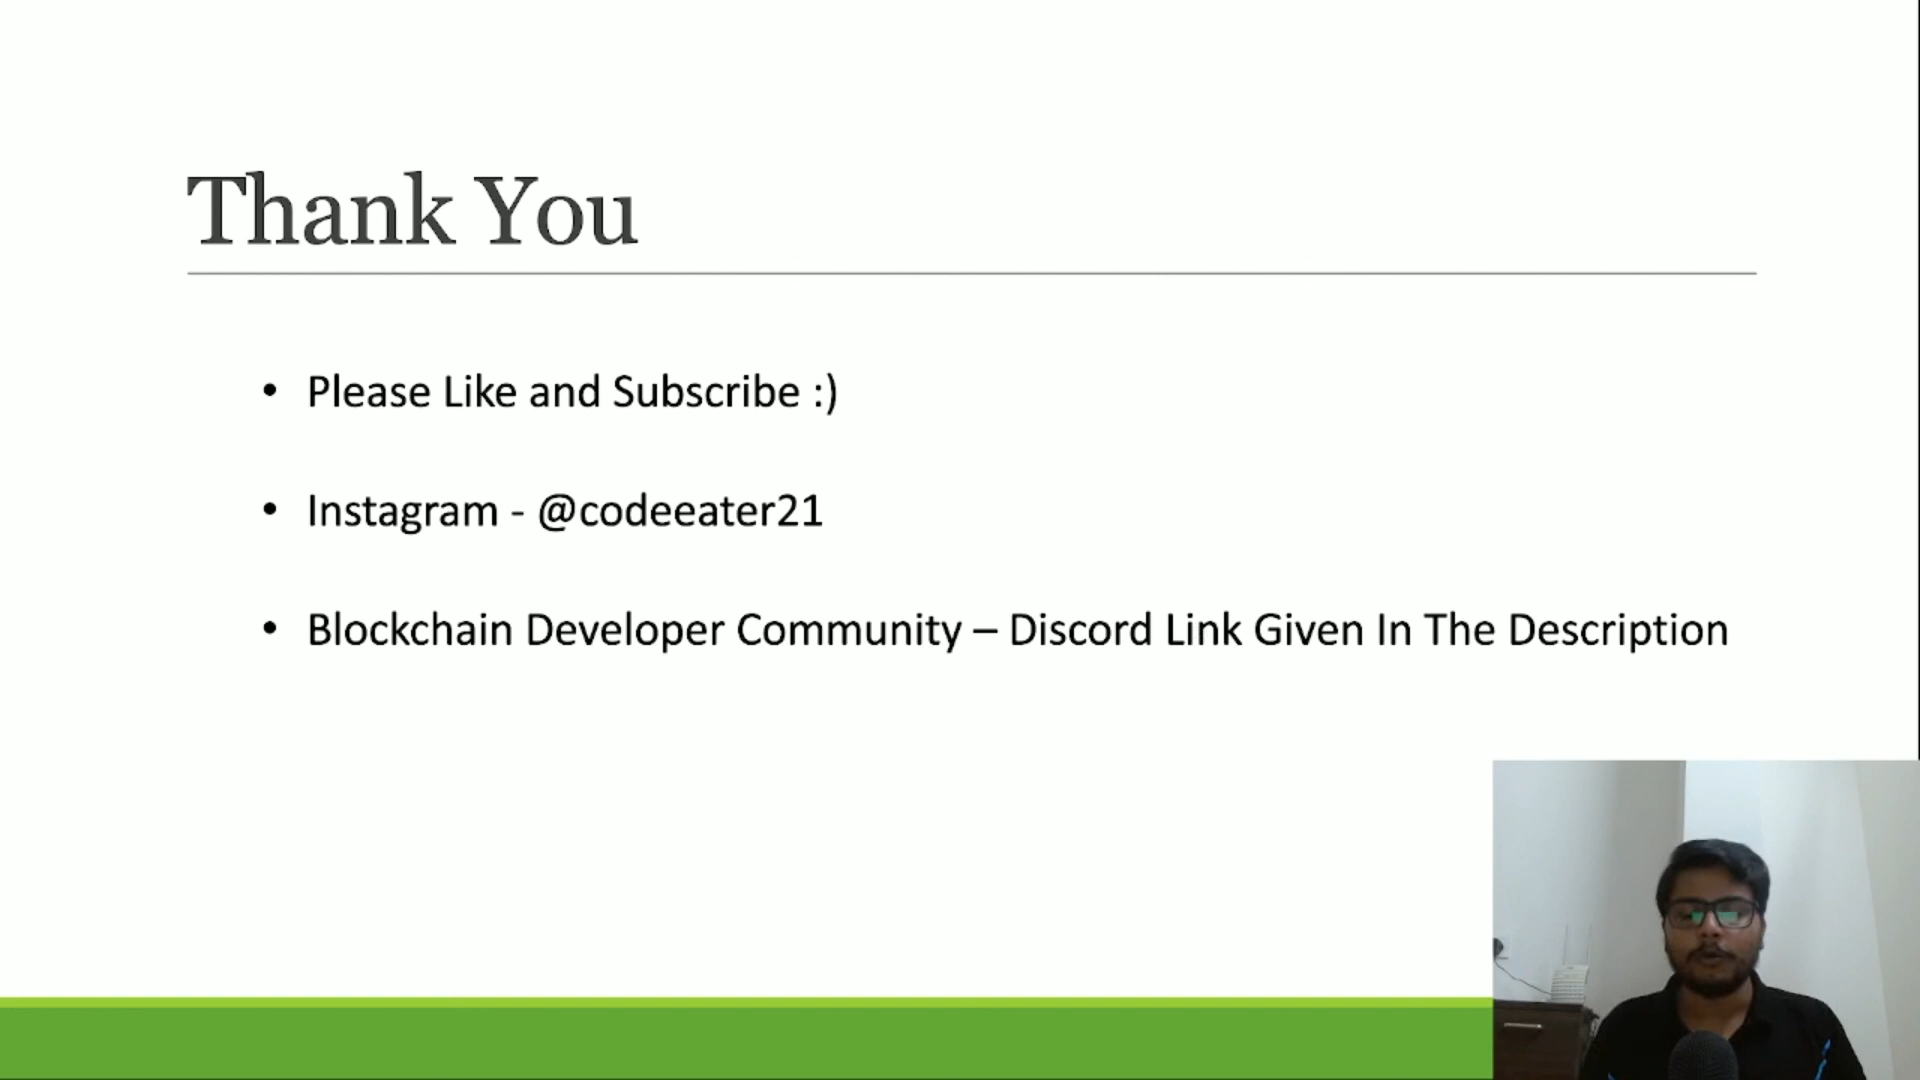 Thank You
• Please Like and Subscribe :)
• Instagram - @codeeater21
• Blockchain Developer Community – Discord Link Given In The Description